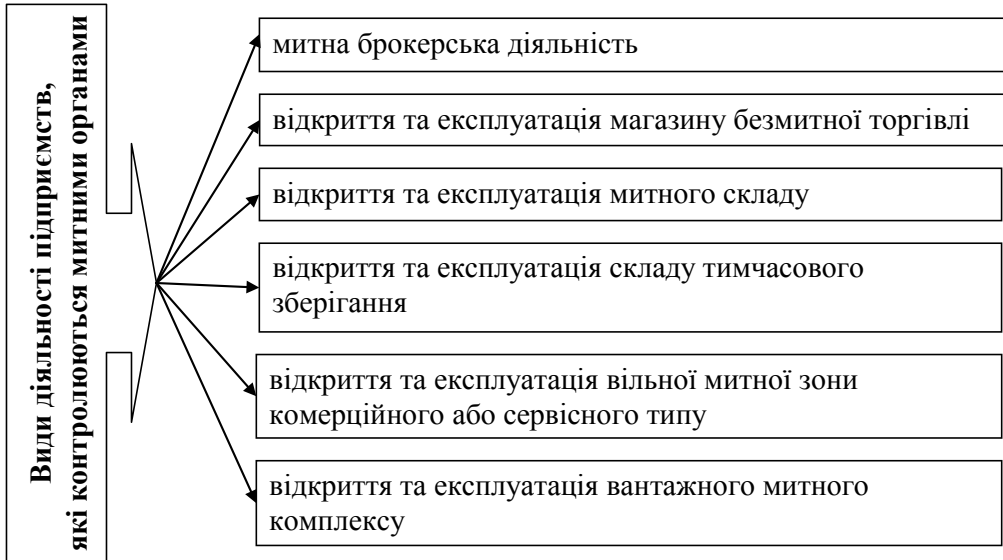 Види діяльності підприємств,
які контролюються митними органами
митна брокерська діяльність
відкриття та експлуатація магазину безмитної торгівлі
відкриття та експлуатація митного складу
відкриття та експлуатація складу тимчасового
зберігання
відкриття та експлуатація вільної митної зони
комерційного або сервісного типу
відкриття та експлуатація вантажного митного
комплексу